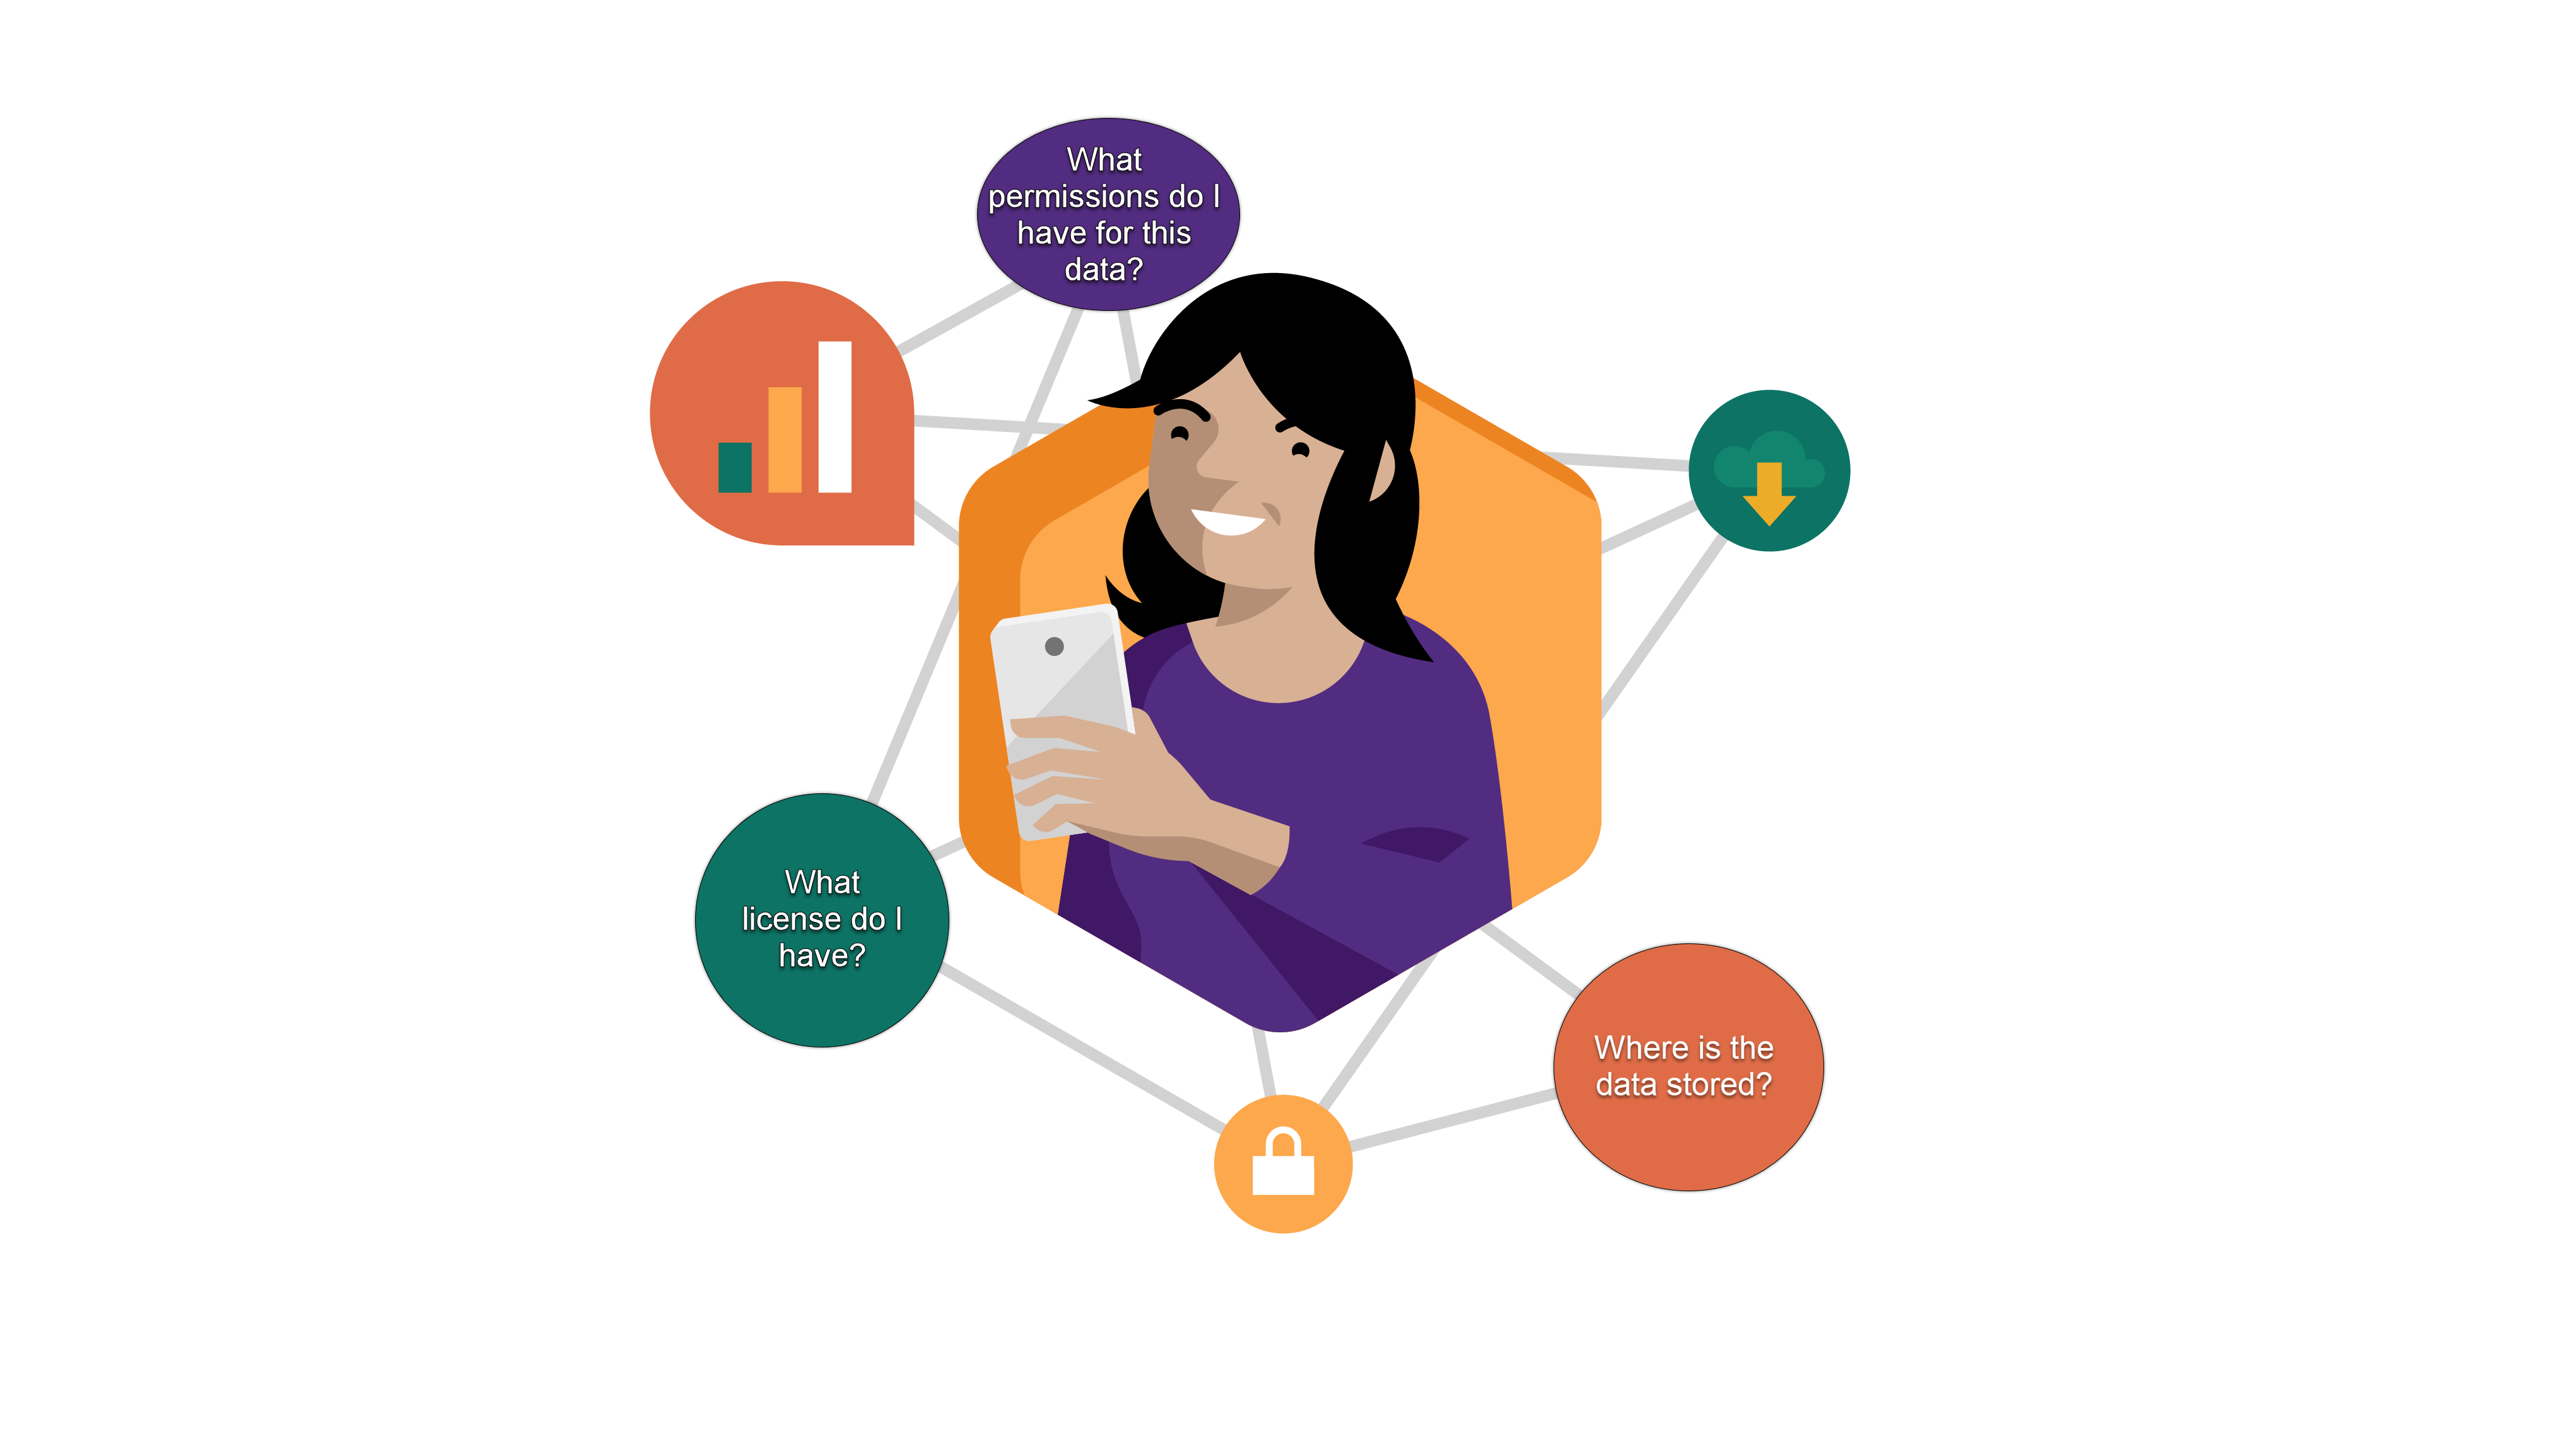 What
permissions do I
have for this
data?
What
license do I
have?
Where is the
data stored?